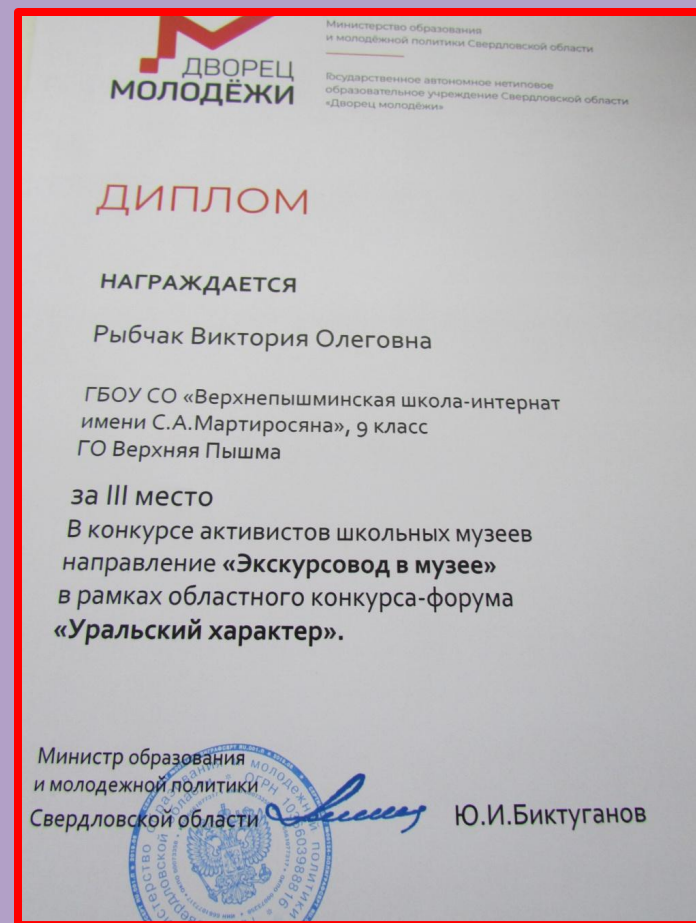 Министерство образования
и молодёжной политики Свердловской области
ДВОРЕЦ
МОЛОДЁЖИ
Государственное автономное нетиповое
образовательное учреждение Свердловской области
«Дворец молодёжи»
ДИПЛОМ
НАГРАЖДАЕТСЯ
Рыбчак Виктория Олеговна
ГБОУ СО «Верхнепышминская школа-интернат
имени С.А.Мартиросяна», 9 класс
ГО Верхняя Пышма
за III место
В конкурсе активистов школьных музеев
направление «Экскурсовод в музее»
в рамках областного конкурса-форума
«Уральский характер».
Министр образования
и молодежной политики
Свердловской области
Ю.И.Биктуганов